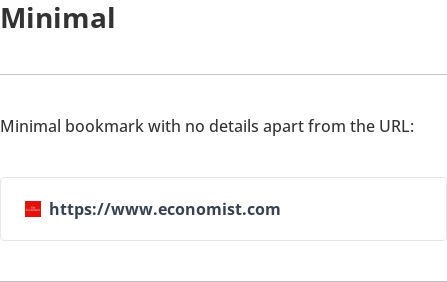 Minimal
Minimal bookmark with no details apart from the URL:
https://www.economist.com